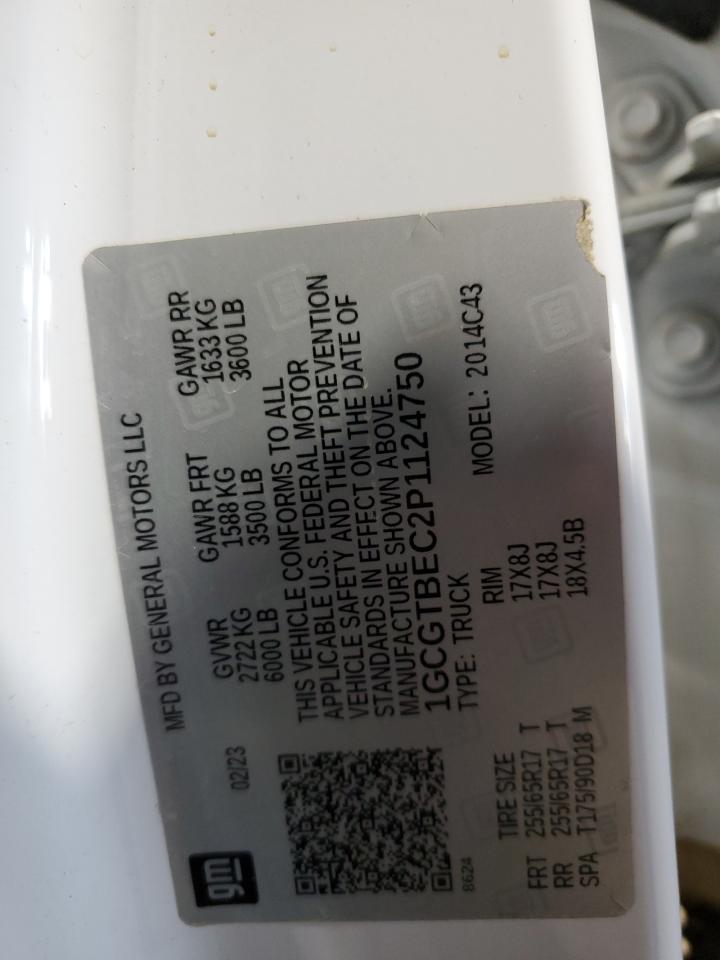 gm
02/23
MFD BY GENERAL MOTORS LLC
GVWR GAWR FRT GAWR RR
2722 KG 1588 KG 1633 KG
6000 LB 3500 LB 3600 LB
THIS VEHICLE CONFORMS TO ALL
APPLICABLE U.S. FEDERAL MOTOR
VEHICLE SAFETY AND THEFT PREVENTION
STANDARDS IN EFFECT ON THE DATE OF
MANUFACTURE SHOWN ABOVE.
1GCGTBEC2P1124750
8624
TYPE: TRUCK MODEL: 2014C43
TIRE SIZE RIM
FRT 255/65R17 T 17X8J
RR 255/65R17 T 17X8J
SPA T175/90D18 M 18X4.5B